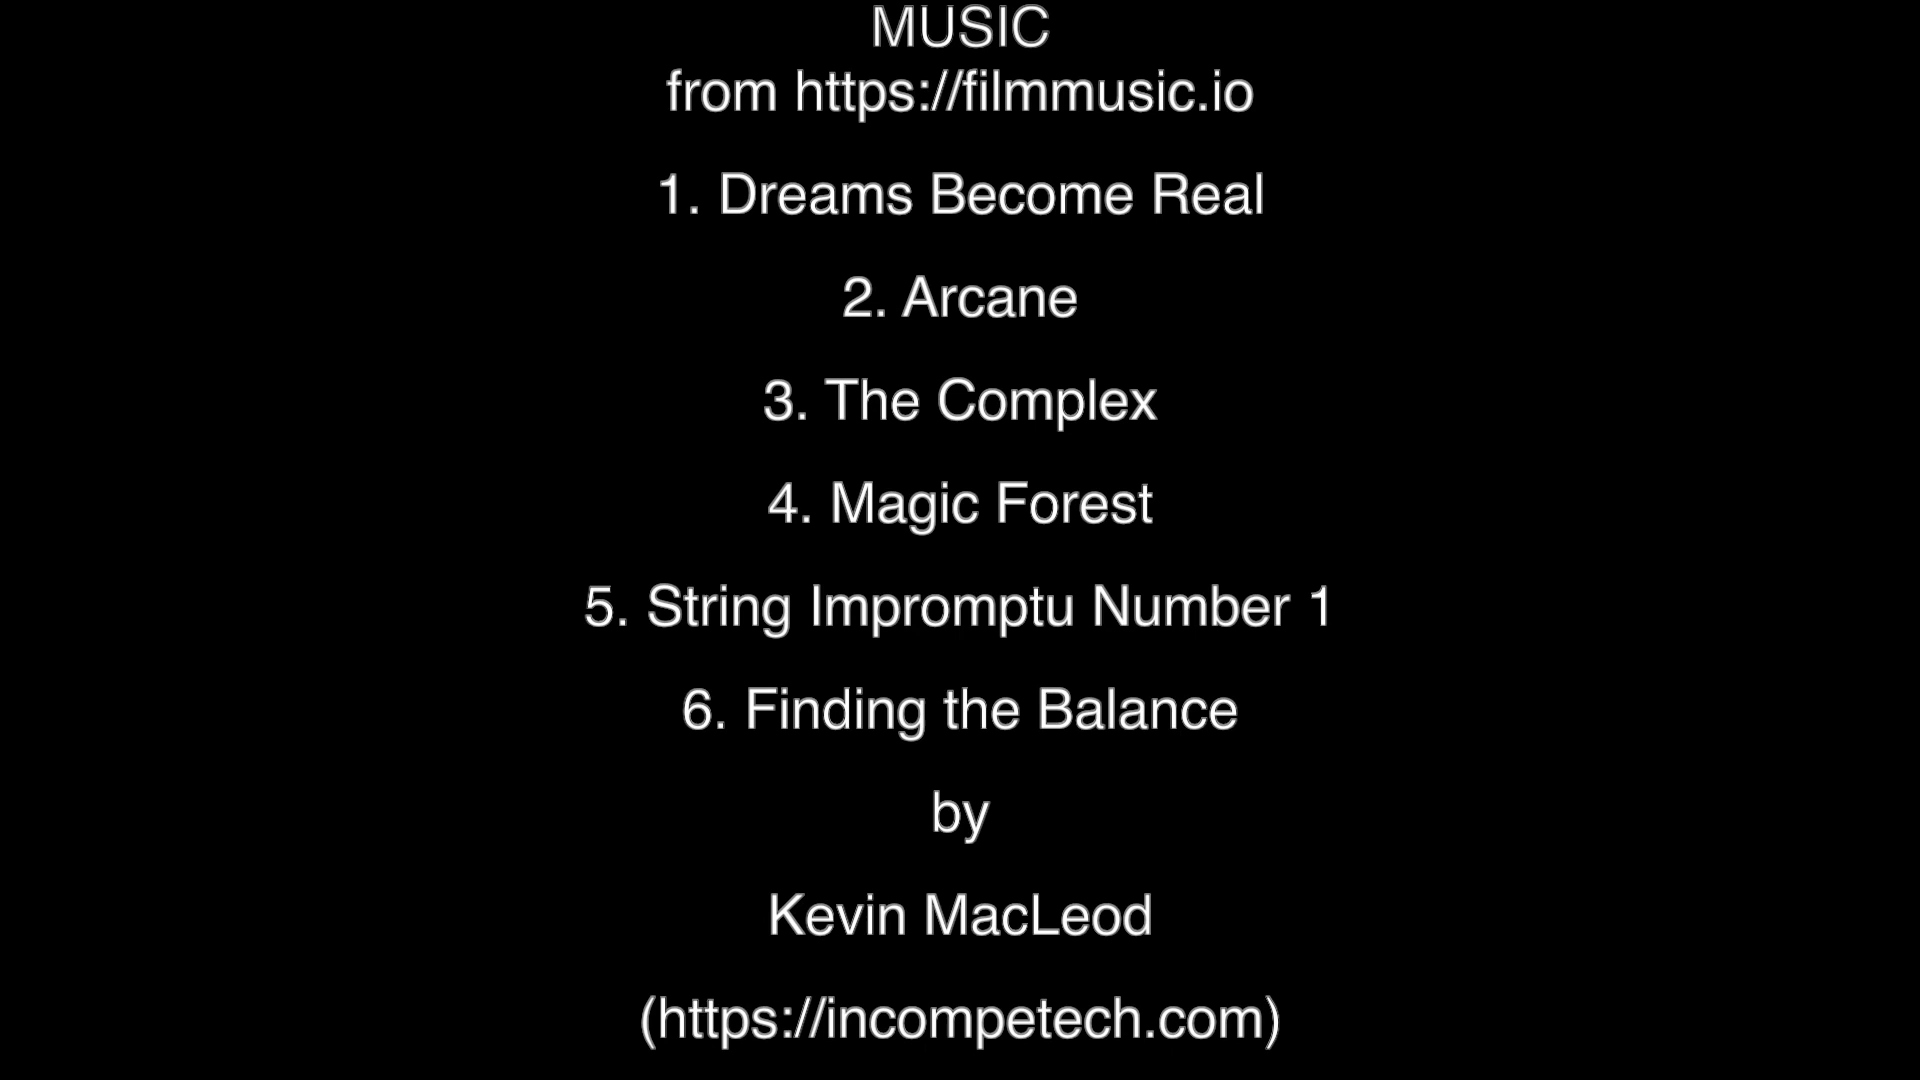 MUSIC
from https://filmmusic.io
1. Dreams Become Real
2. Arcane
3. The Complex
4. Magic Forest
5. String Impromptu Number 1
6. Finding the Balance
by
Kevin MacLeod
(https://incompetech.com)